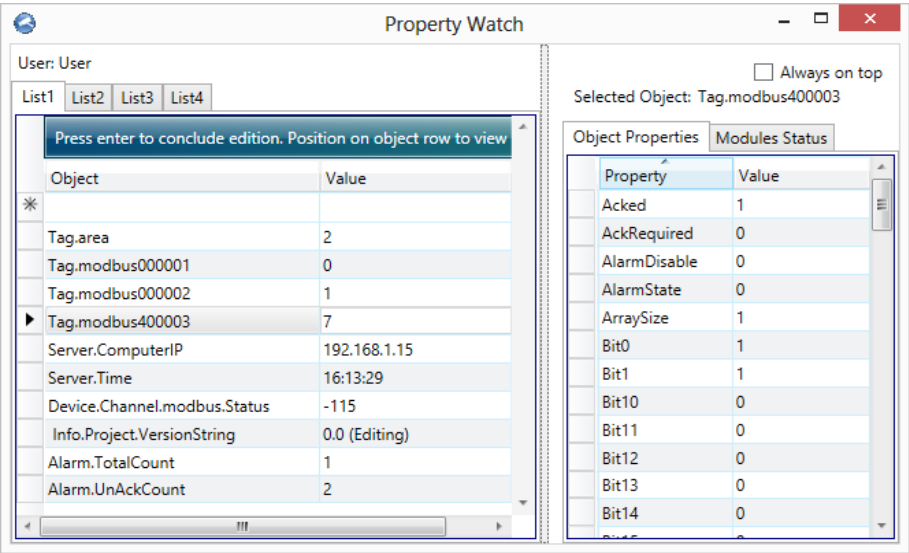 Property Watch
User: User
List1 List2 List3 List4
Press enter to conclude edition. Position on object row to view
Object Value
Tag.area 2
Tag.modbus000001 0
Tag.modbus000002 1
Tag.modbus400003 7
Server.ComputerIP 192.168.1.15
Server.Time 16:13:29
Device.Channel.modbus.Status -115
Info.Project.VersionString 0.0 (Editing)
Alarm.TotalCount 1
Alarm.UnAckCount 2
Always on top
Selected Object: Tag.modbus400003
Object Properties Modules Status
Property Value
Acked 1
AckRequired 0
AlarmDisable 0
AlarmState 0
ArraySize 1
Bit0 1
Bit1 1
Bit10 0
Bit11 0
Bit12 0
Bit13 0
Bit14 0